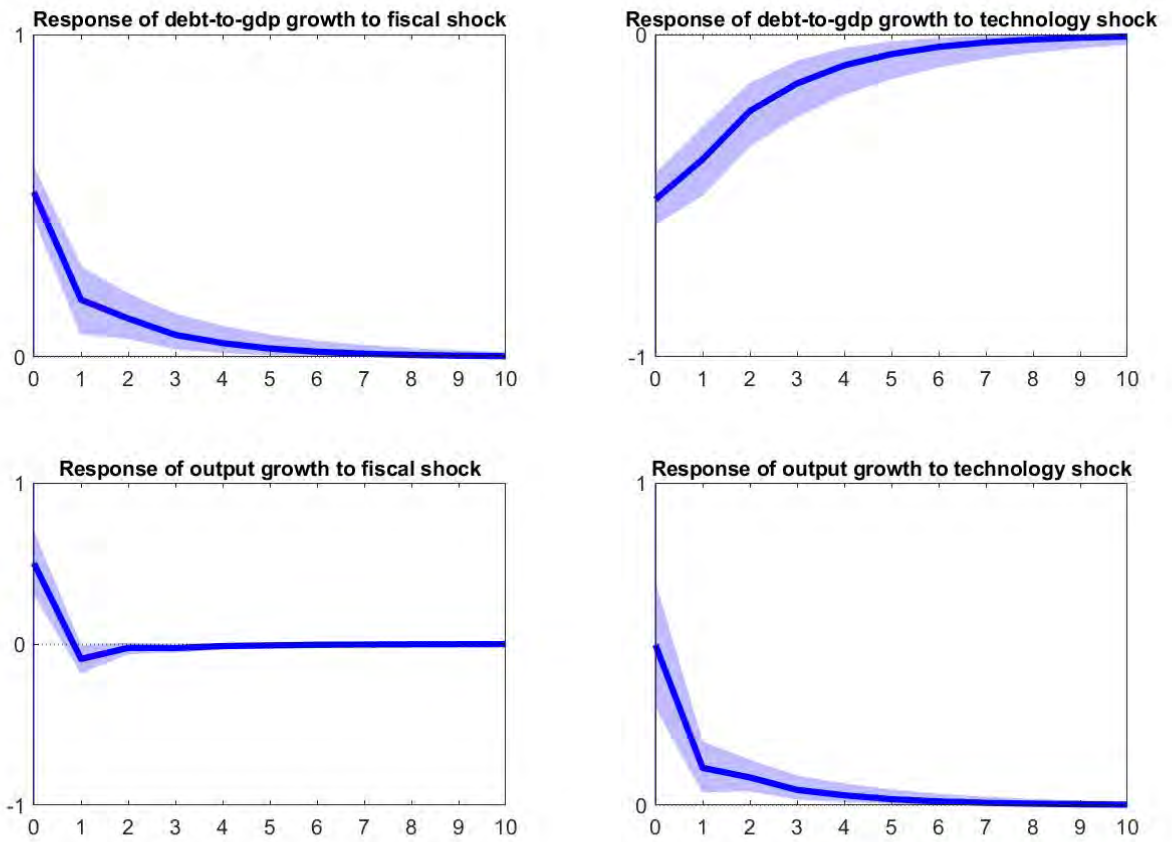 Response of debt-to-gdp growth to fiscal shock
1
0
0 1 2 3 4 5 6 7 8 9 10
Response of debt-to-gdp growth to technology shock
0
-1
0 1 2 3 4 5 6 7 8 9 10
Response of output growth to fiscal shock
1
0
-1
0 1 2 3 4 5 6 7 8 9 10
Response of output growth to technology shock
1
0
0 1 2 3 4 5 6 7 8 9 10